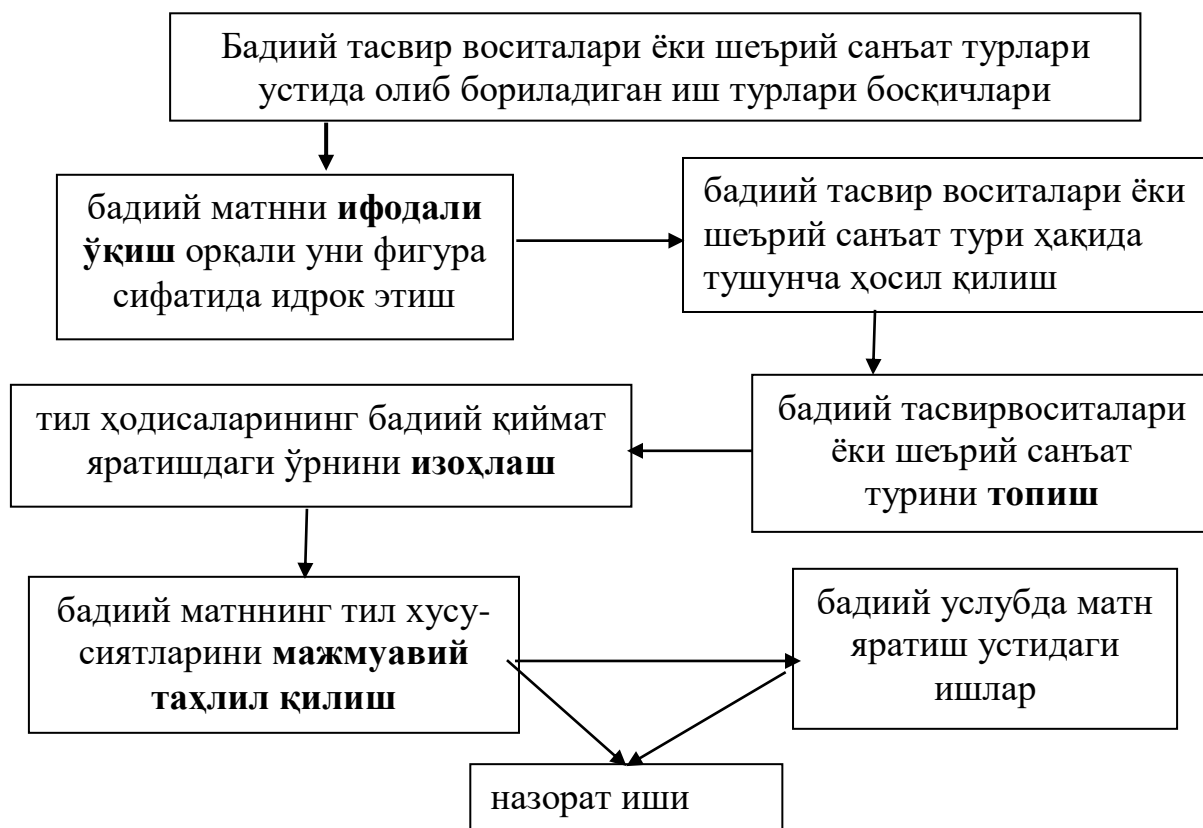 Бадиий тасвир воситалари ёки шеърий санъат турлари
устида олиб бориладиган иш турлари босқичлари
бадиий матнни ифодали
ўқиш орқали уни фигура
сифатида идрок этиш
бадиий тасвир воситалари ёки
шеърий санъат тури ҳақида
тушунча ҳосил қилиш
бадиий тасвирвоситалари
ёки шеърий санъат
турини топиш
тил ҳодисаларининг бадиий қиймат
яратишдаги ўрнини изоҳлаш
бадиий матннинг тил хусу-
сиятларини мажмуавий
таҳлил қилиш
бадиий услубда матн
яратиш устидаги
ишлар
назорат иши